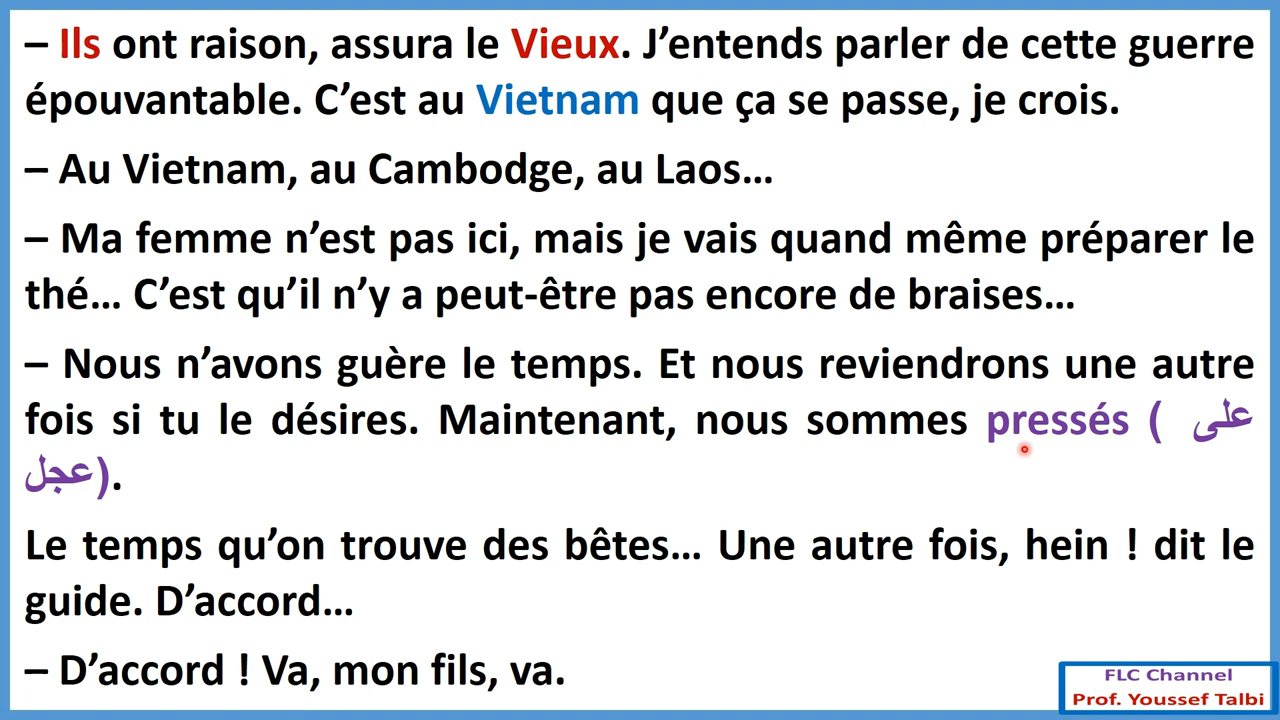 – Ils ont raison, assura le Vieux. J’entends parler de cette guerre
épouvantable. C’est au Vietnam que ça se passe, je crois.
– Au Vietnam, au Cambodge, au Laos…
– Ma femme n’est pas ici, mais je vais quand même préparer le
thé… C’est qu’il n’y a peut-être pas encore de braises…
– Nous n’avons guère le temps. Et nous reviendrons une autre
fois si tu le désires. Maintenant, nous sommes pressés ( على
عجل).
Le temps qu’on trouve des bêtes… Une autre fois, hein ! dit le
guide. D’accord…
– D’accord ! Va, mon fils, va.
FLC Channel
Prof. Youssef Talbi